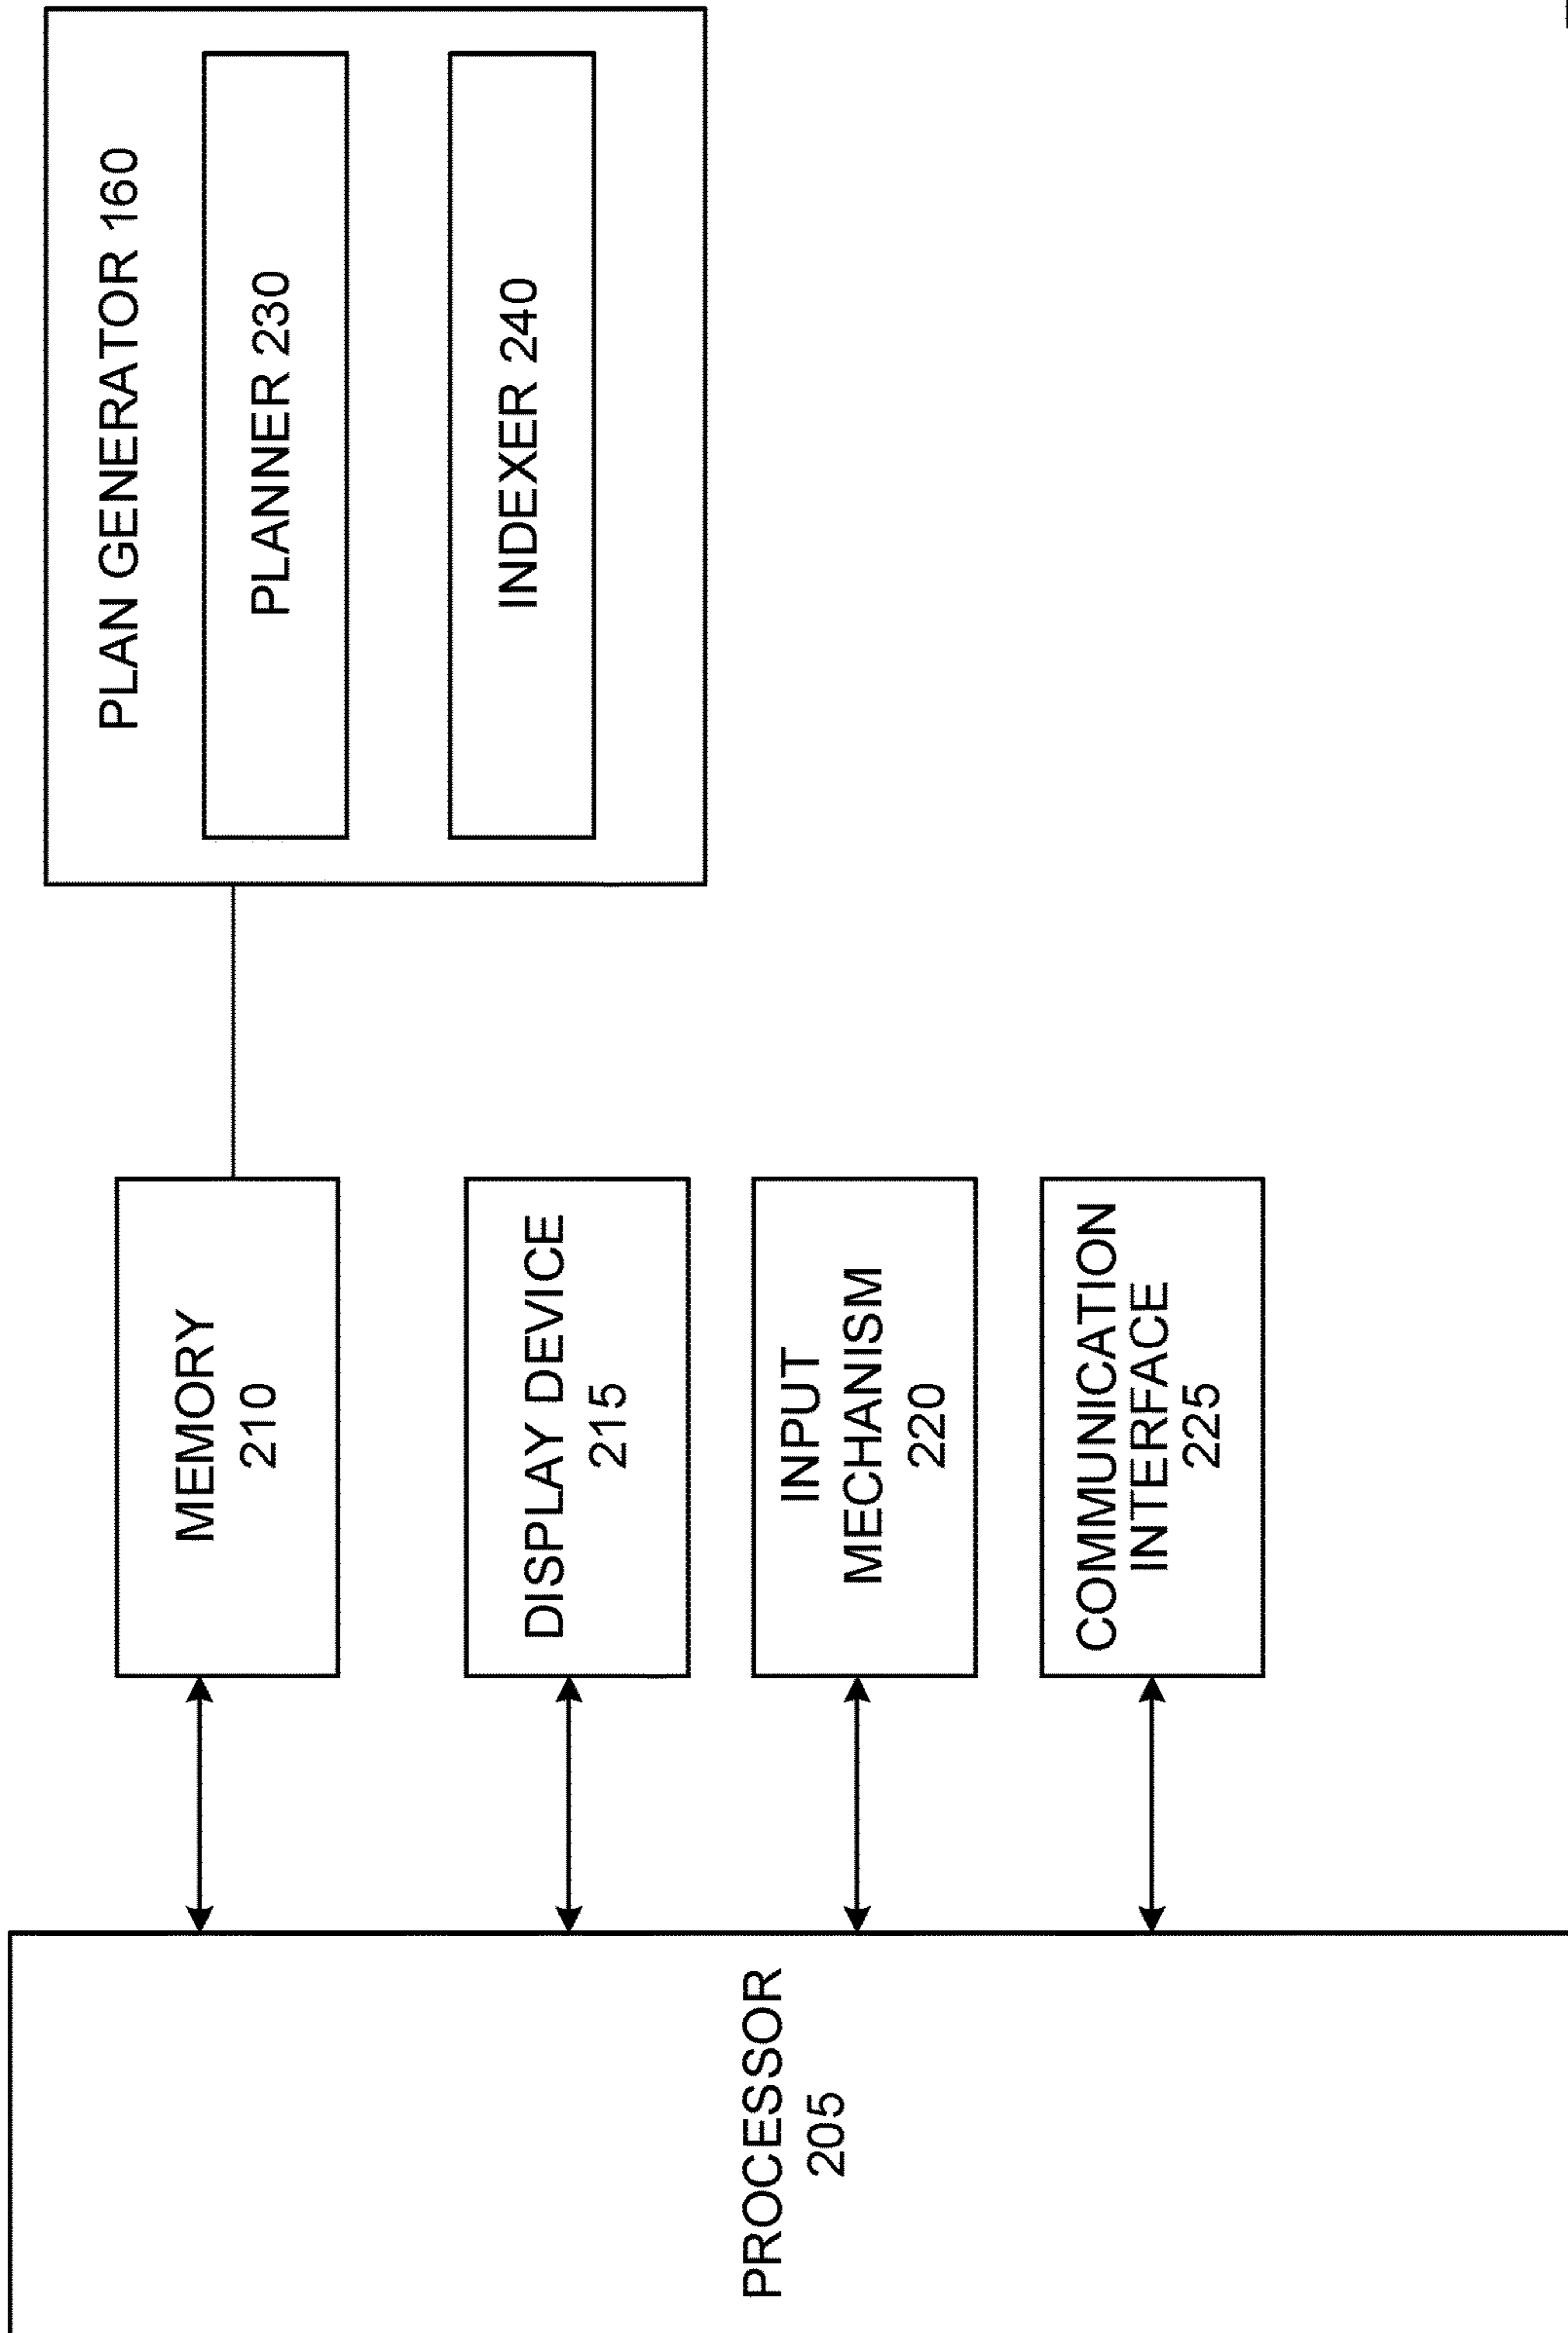 PLAN GENERATOR 160
PLANNER 230
INDEXER 240
MEMORY
210
DISPLAY DEVICE
215
INPUT
MECHANISM
220
COMMUNICATION
INTERFACE
225
PROCESSOR
205